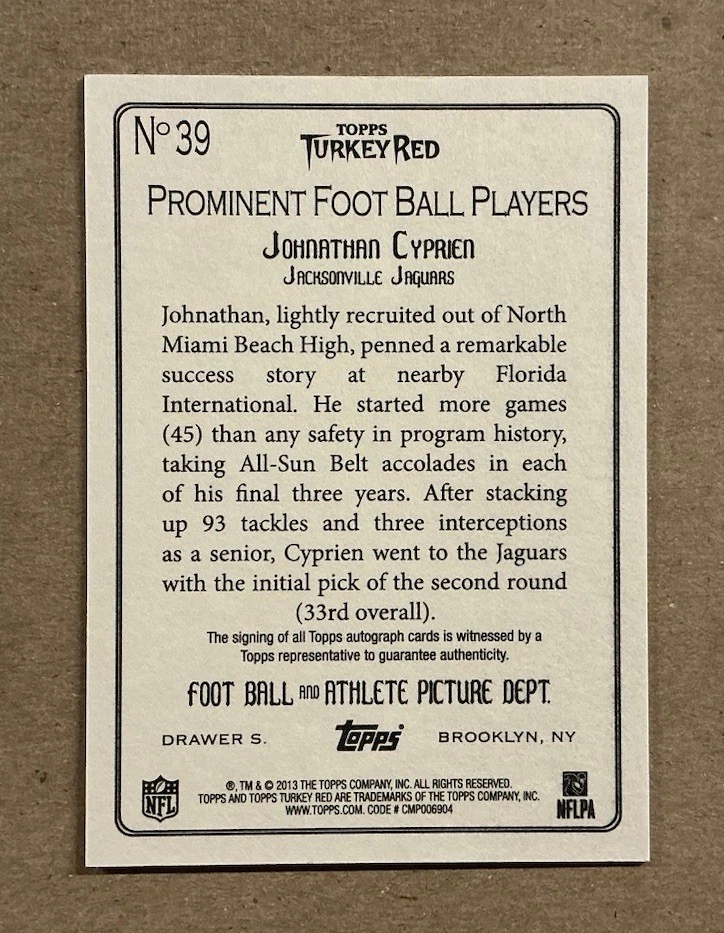 Nº 39
TOPPS
TURKEY RED
PROMINENT FOOT BALL PLAYERS
JOHNATHAN CYPRIEN
JACKSONVILLE JAGUARS
Johnathan, lightly recruited out of North
Miami Beach High, penned a remarkable
success story at nearby Florida
International. He started more games
(45) than any safety in program history,
taking All-Sun Belt accolades in each
of his final three years. After stacking
up 93 tackles and three interceptions
as a senior, Cyprien went to the Jaguars
with the initial pick of the second round
(33rd overall).
The signing of all Topps autograph cards is witnessed by a
Topps representative to guarantee authenticity.
FOOT BALL AND ATHLETE PICTURE DEPT.
DRAWER S. topps BROOKLYN, NY
®, TM & © 2013 THE TOPPS COMPANY, INC. ALL RIGHTS RESERVED.
TOPPS AND TOPPS TURKEY RED ARE TRADEMARKS OF THE TOPPS COMPANY, INC.
WWW.TOPPS.COM. CODE # CMP006904
NFL
NFLPA